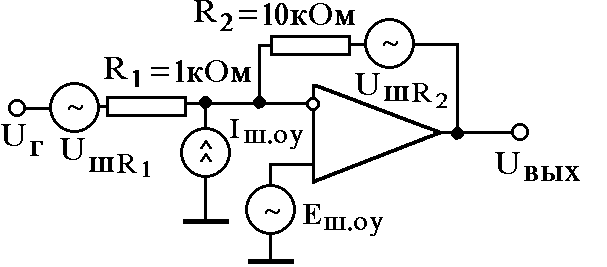 R2=10кОм
R1=1кОм
UшR2
Iш.оу
Uг
UшR1
Uвых
Eш.оу